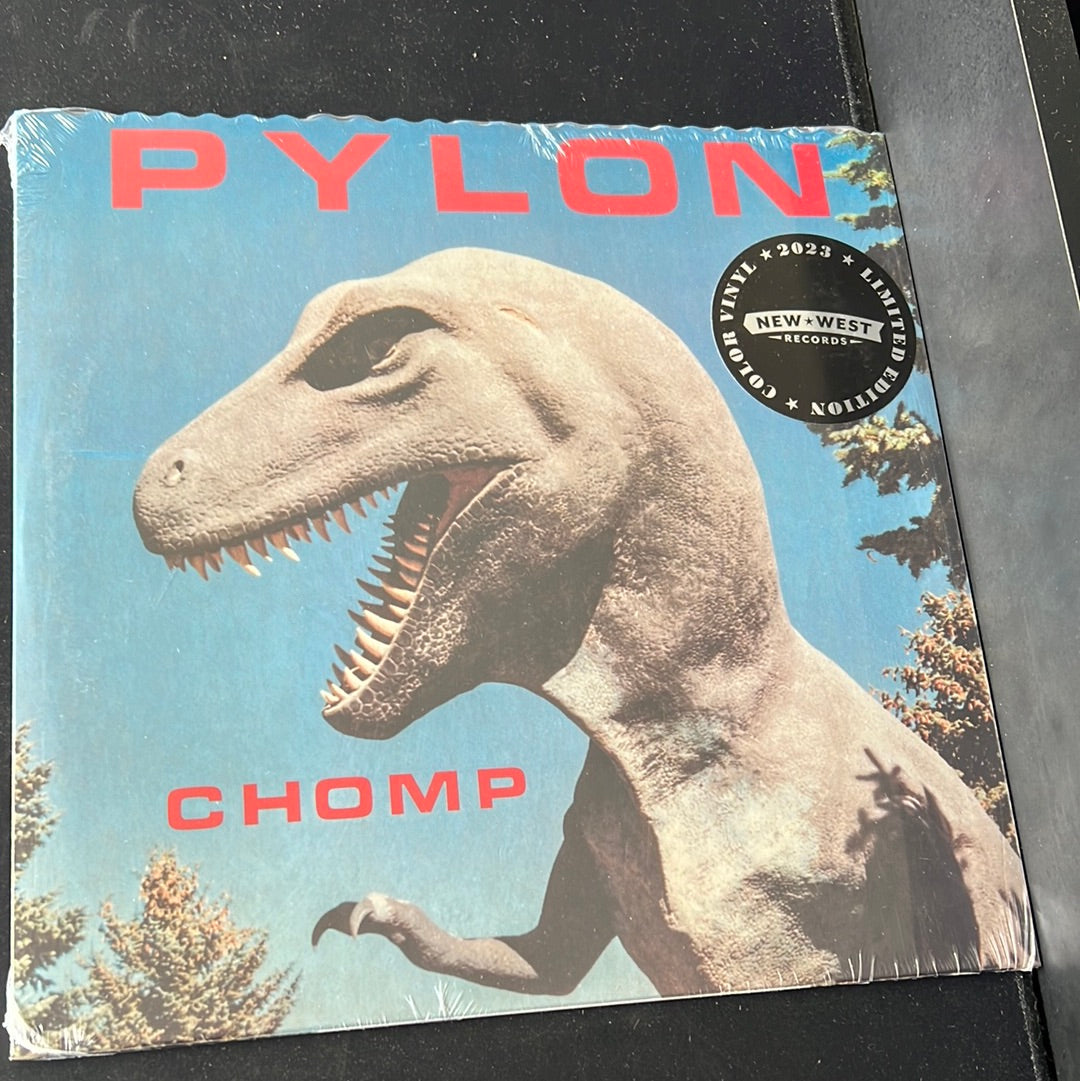 PYLON
★ 2023 ★ LIMITED EDITION ★ COLOR VINYL
NEW★WEST
RECORDS
CHOMP